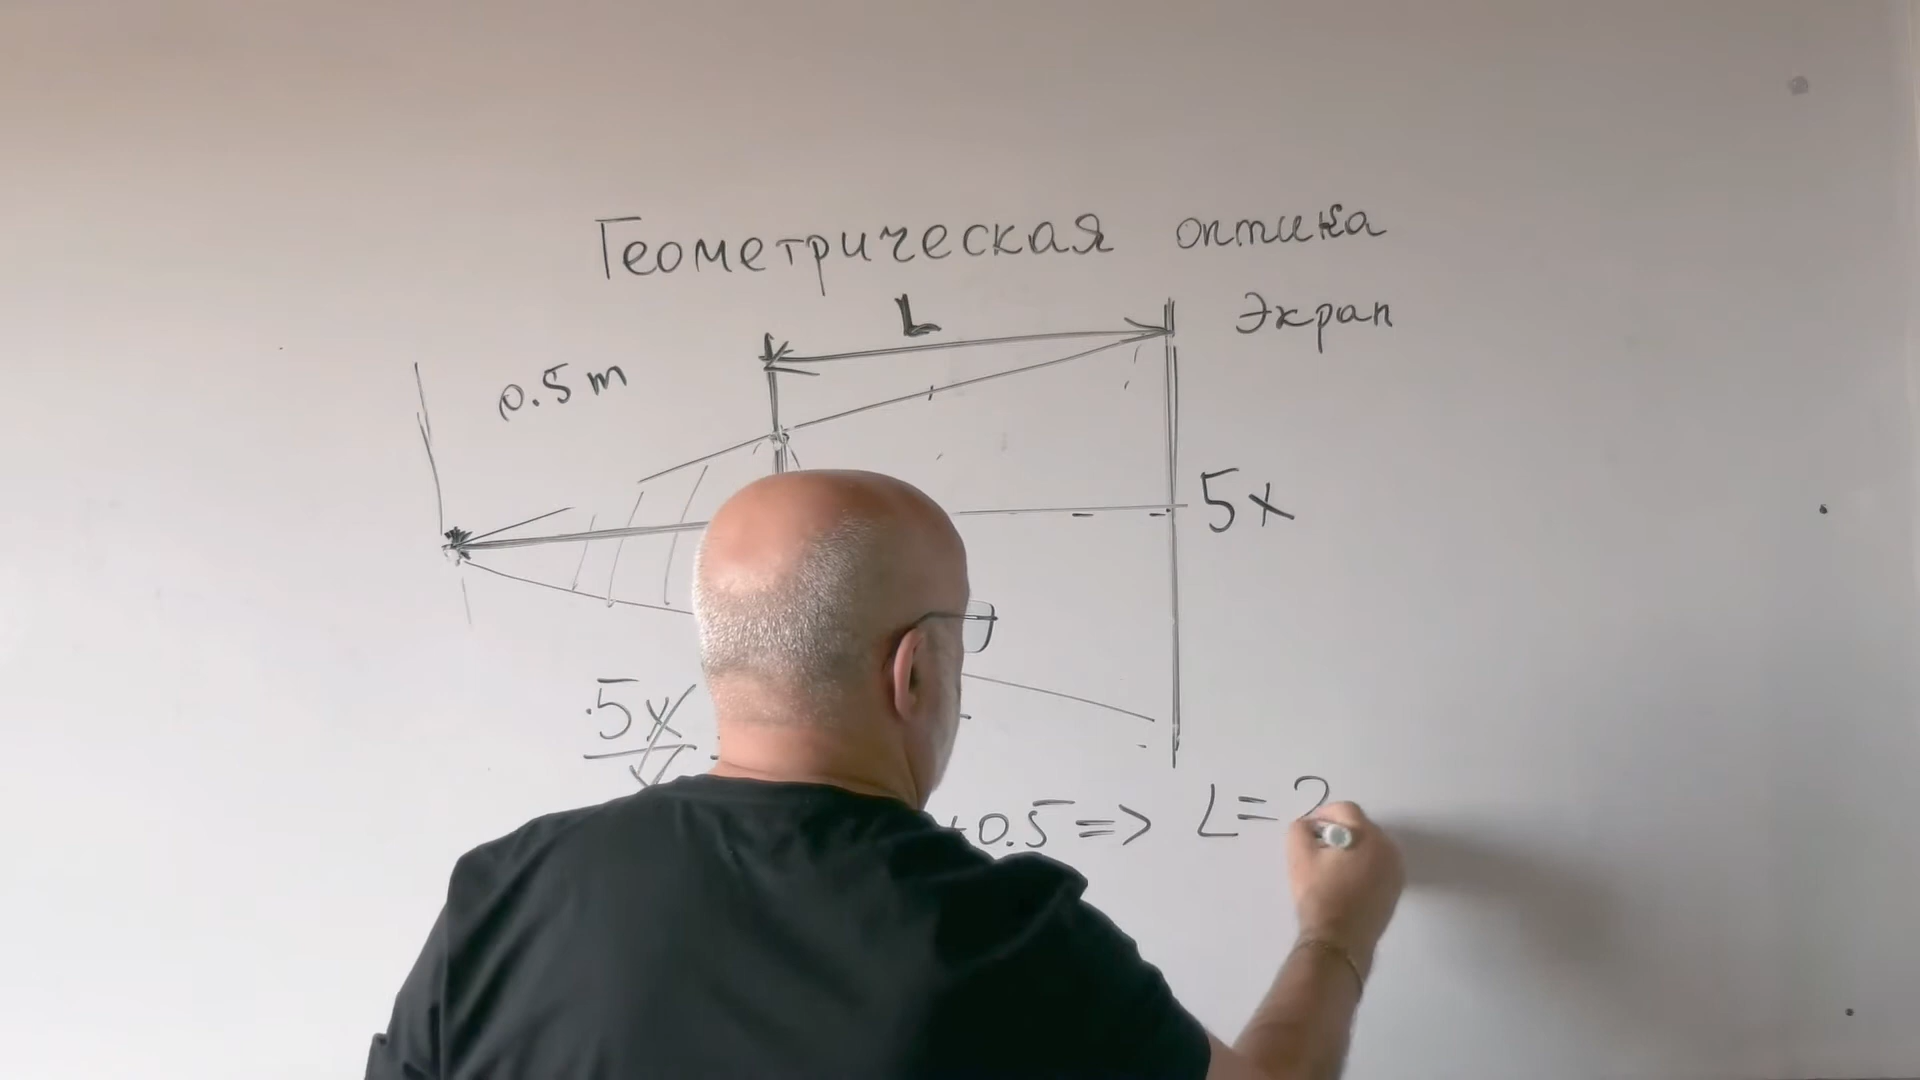 Геометрическая оптика
L
Экран
0.5 m
5x
5x
+0.5 => L = 2